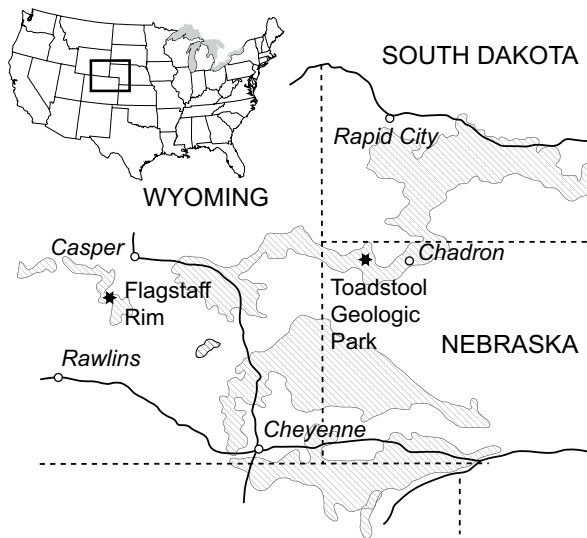 SOUTH DAKOTA
Rapid City
WYOMING
Casper
Chadron
Flagstaff
Rim
Toadstool
Geologic
Park
NEBRASKA
Rawlins
Cheyenne